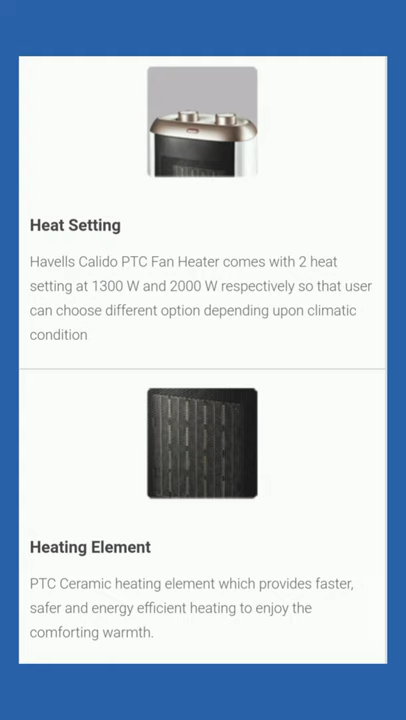 Heat Setting
Havells Calido PTC Fan Heater comes with 2 heat
setting at 1300 W and 2000 W respectively so that user
can choose different option depending upon climatic
condition
Heating Element
PTC Ceramic heating element which provides faster,
safer and energy efficient heating to enjoy the
comforting warmth.